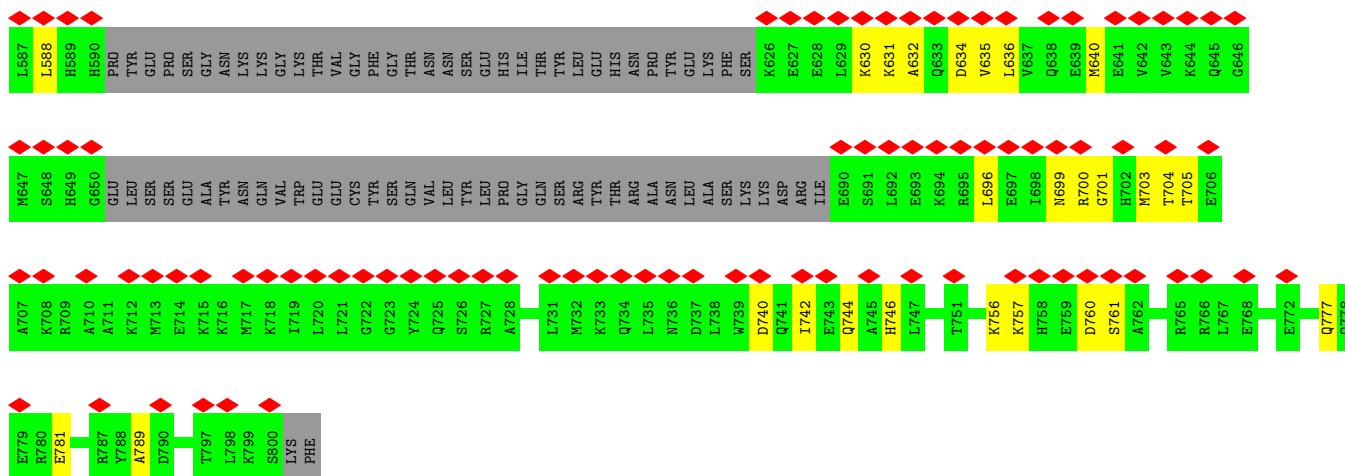 L587 L588 H589 H590 PRO TYR GLU PRO SER GLY ASN LYS LYS GLY LYS THR VAL GLY PHE GLY THR ASN ASN SER GLU HIS ILE THR TYR LEU GLU HIS ASN PRO TYR GLU LYS PHE SER K626 E627 E628 L629 K630 K631 A632 Q633 D634 V635 L636 V637 Q638 E639 M640 E641 V642 V643 K644 Q645 G646
M647 S648 H649 G650 GLU LEU SER SER GLU ALA TYR ASN GLN VAL TRP GLU GLU CYS TYR SER GLN VAL LEU TYR LEU PRO GLY GLN SER ARG TYR THR ARG ALA ASN LEU ALA SER LYS LYS ASP ARG ILE E690 S691 L692 E693 K694 R695 L696 E697 I698 N699 R700 G701 H702 M703 T704 T705 E706
A707 K708 R709 A710 A711 K712 M713 E714 K715 K716 M717 K718 I719 L720 L721 G722 G723 Y724 Q725 S726 R727 A728 L731 M732 K733 Q734 L735 N736 D737 L738 W739 D740 Q741 I742 E743 Q744 A745 H746 L747 T751 K756 K757 H758 E759 D760 S761 A762 R765 R766 L767 E768 E772 Q777 Q778
E779 R780 E781 R787 Y788 A789 D790 T797 L798 K799 S800 LYS PHE